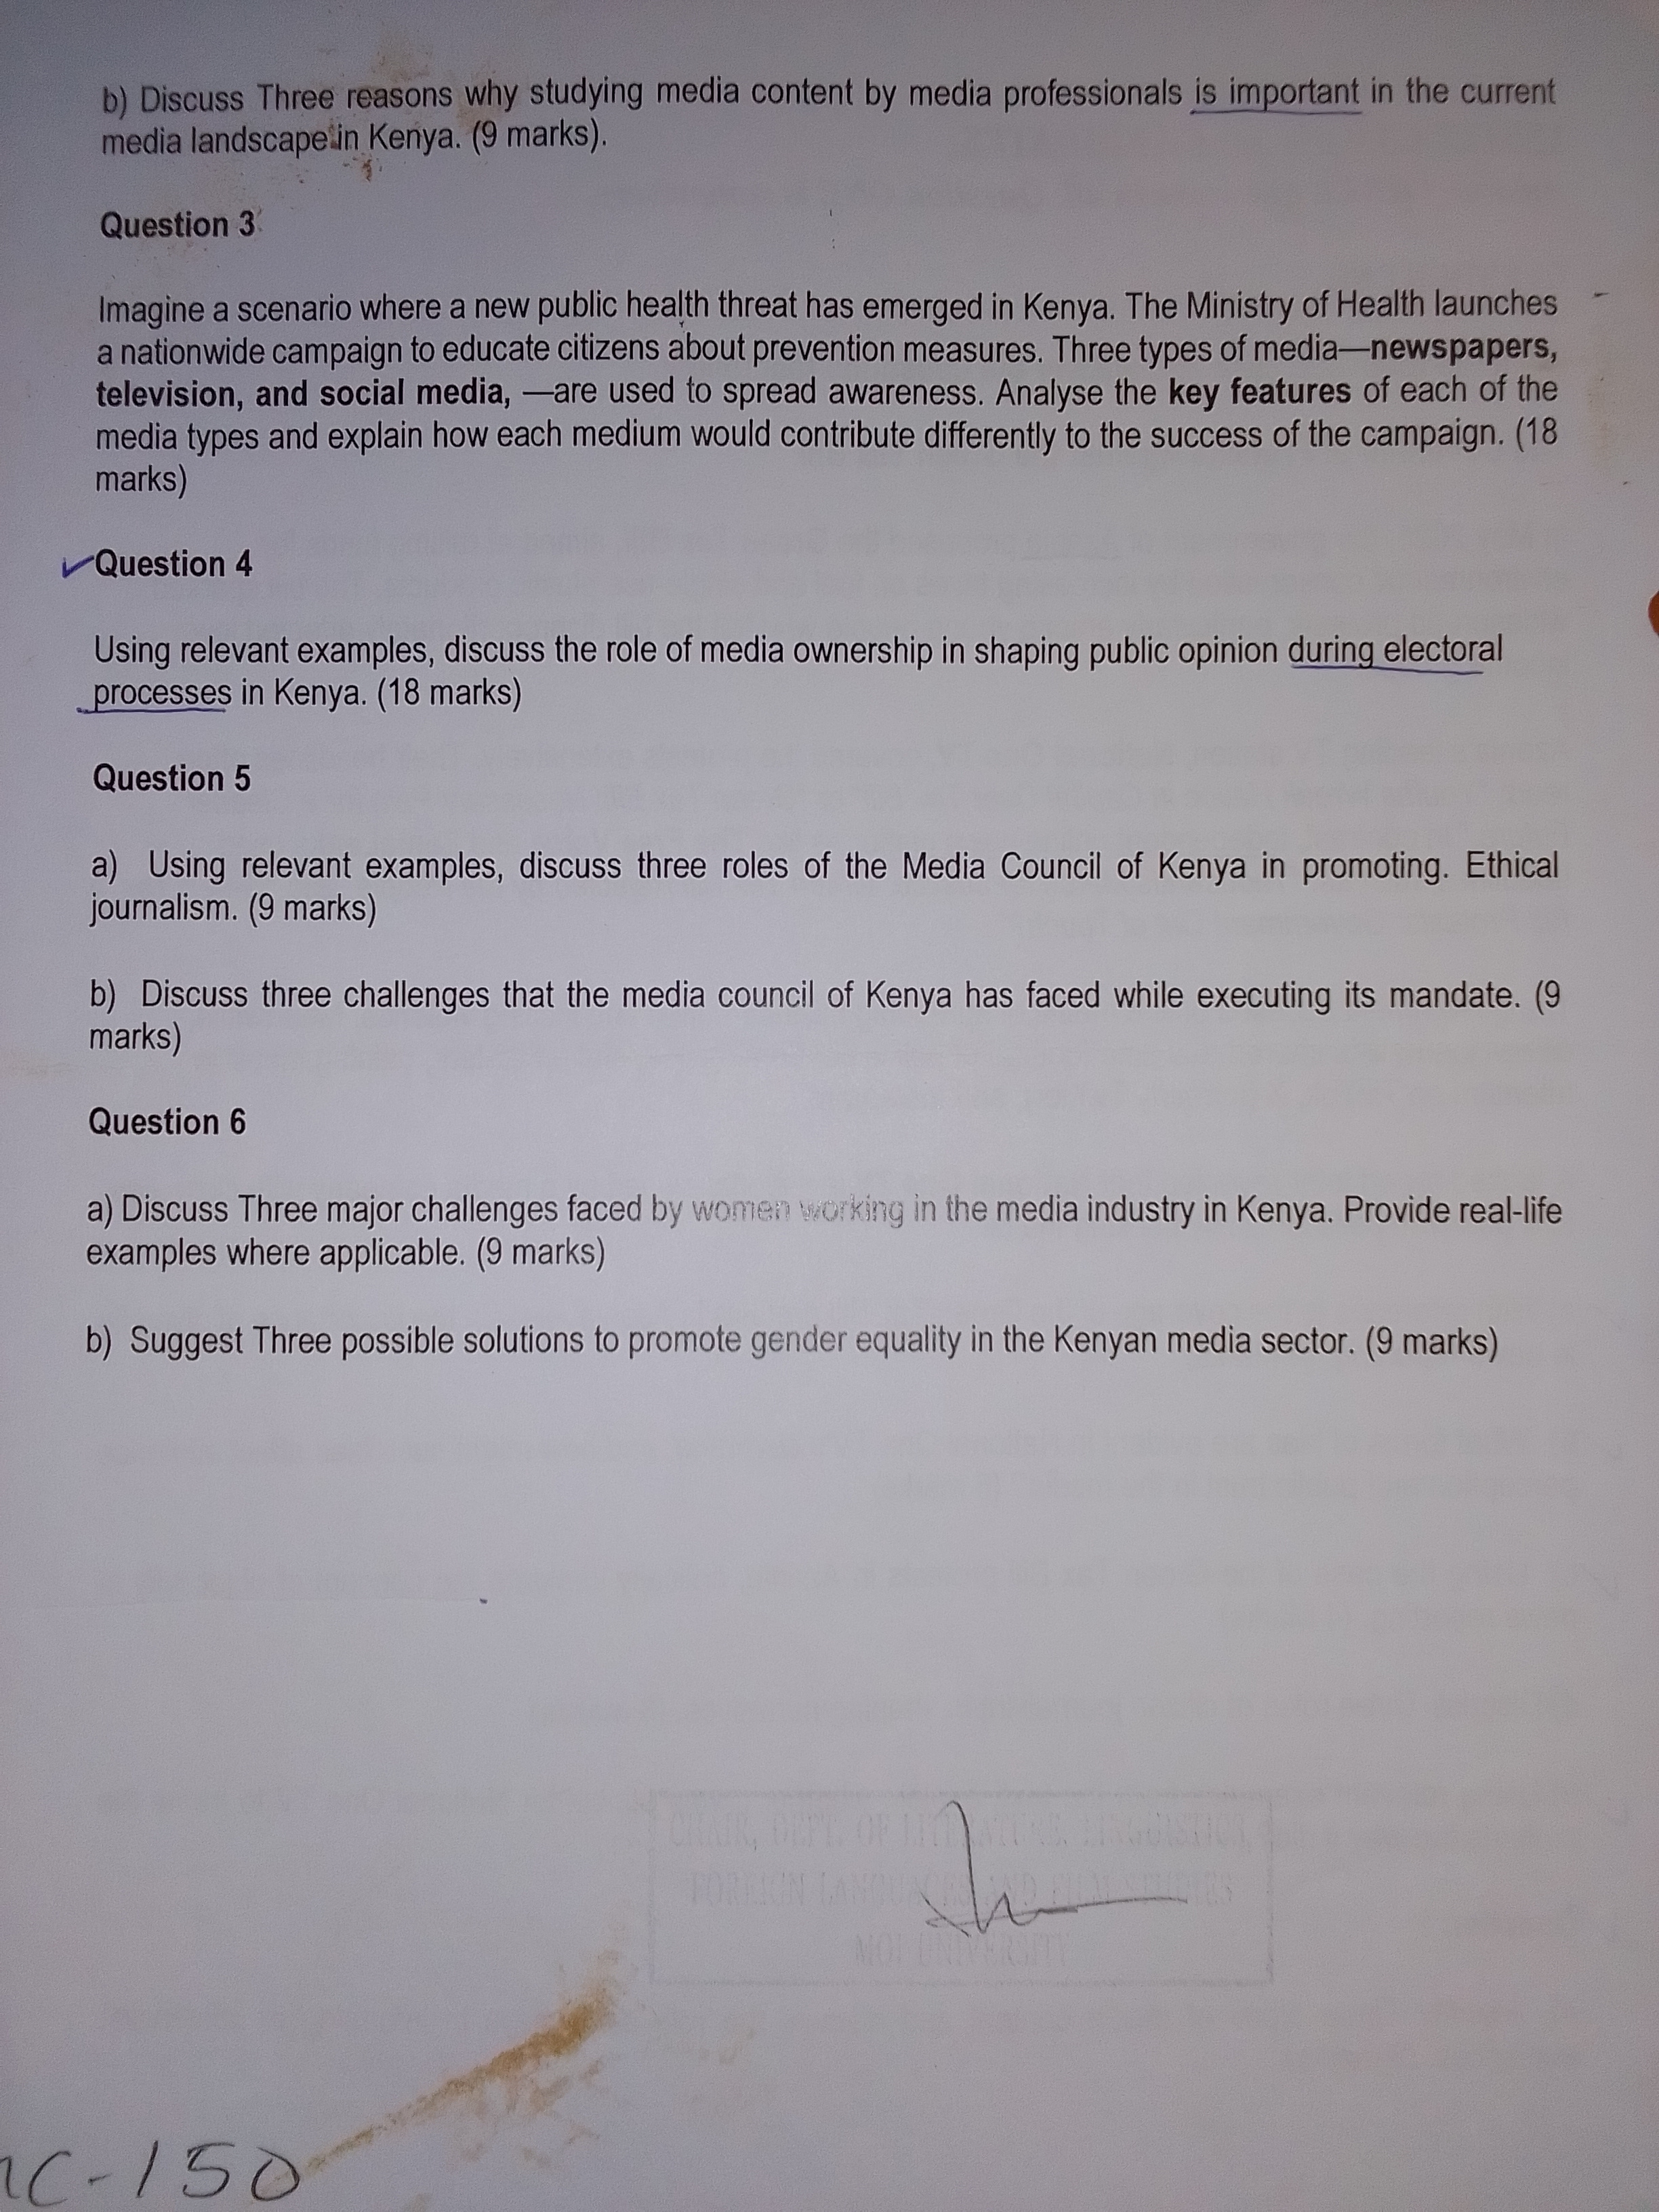 b) Discuss Three reasons why studying media content by media professionals is important in the current
media landscape in Kenya. (9 marks).
Question 3
Imagine a scenario where a new public health threat has emerged in Kenya. The Ministry of Health launches
a nationwide campaign to educate citizens about prevention measures. Three types of media—newspapers,
television, and social media, —are used to spread awareness. Analyse the key features of each of the
media types and explain how each medium would contribute differently to the success of the campaign. (18
marks)
Question 4
Using relevant examples, discuss the role of media ownership in shaping public opinion during electoral
processes in Kenya. (18 marks)
Question 5
a) Using relevant examples, discuss three roles of the Media Council of Kenya in promoting. Ethical
journalism. (9 marks)
b) Discuss three challenges that the media council of Kenya has faced while executing its mandate. (9
marks)
Question 6
a) Discuss Three major challenges faced by women working in the media industry in Kenya. Provide real-life
examples where applicable. (9 marks)
b) Suggest Three possible solutions to promote gender equality in the Kenyan media sector. (9 marks)
CHAIR, DEPT. OF LITERATURE, LINGUISTICS,
FOREIGN LANGUAGES AND FILM STUDIES
MOI UNIVERSITY
C-150